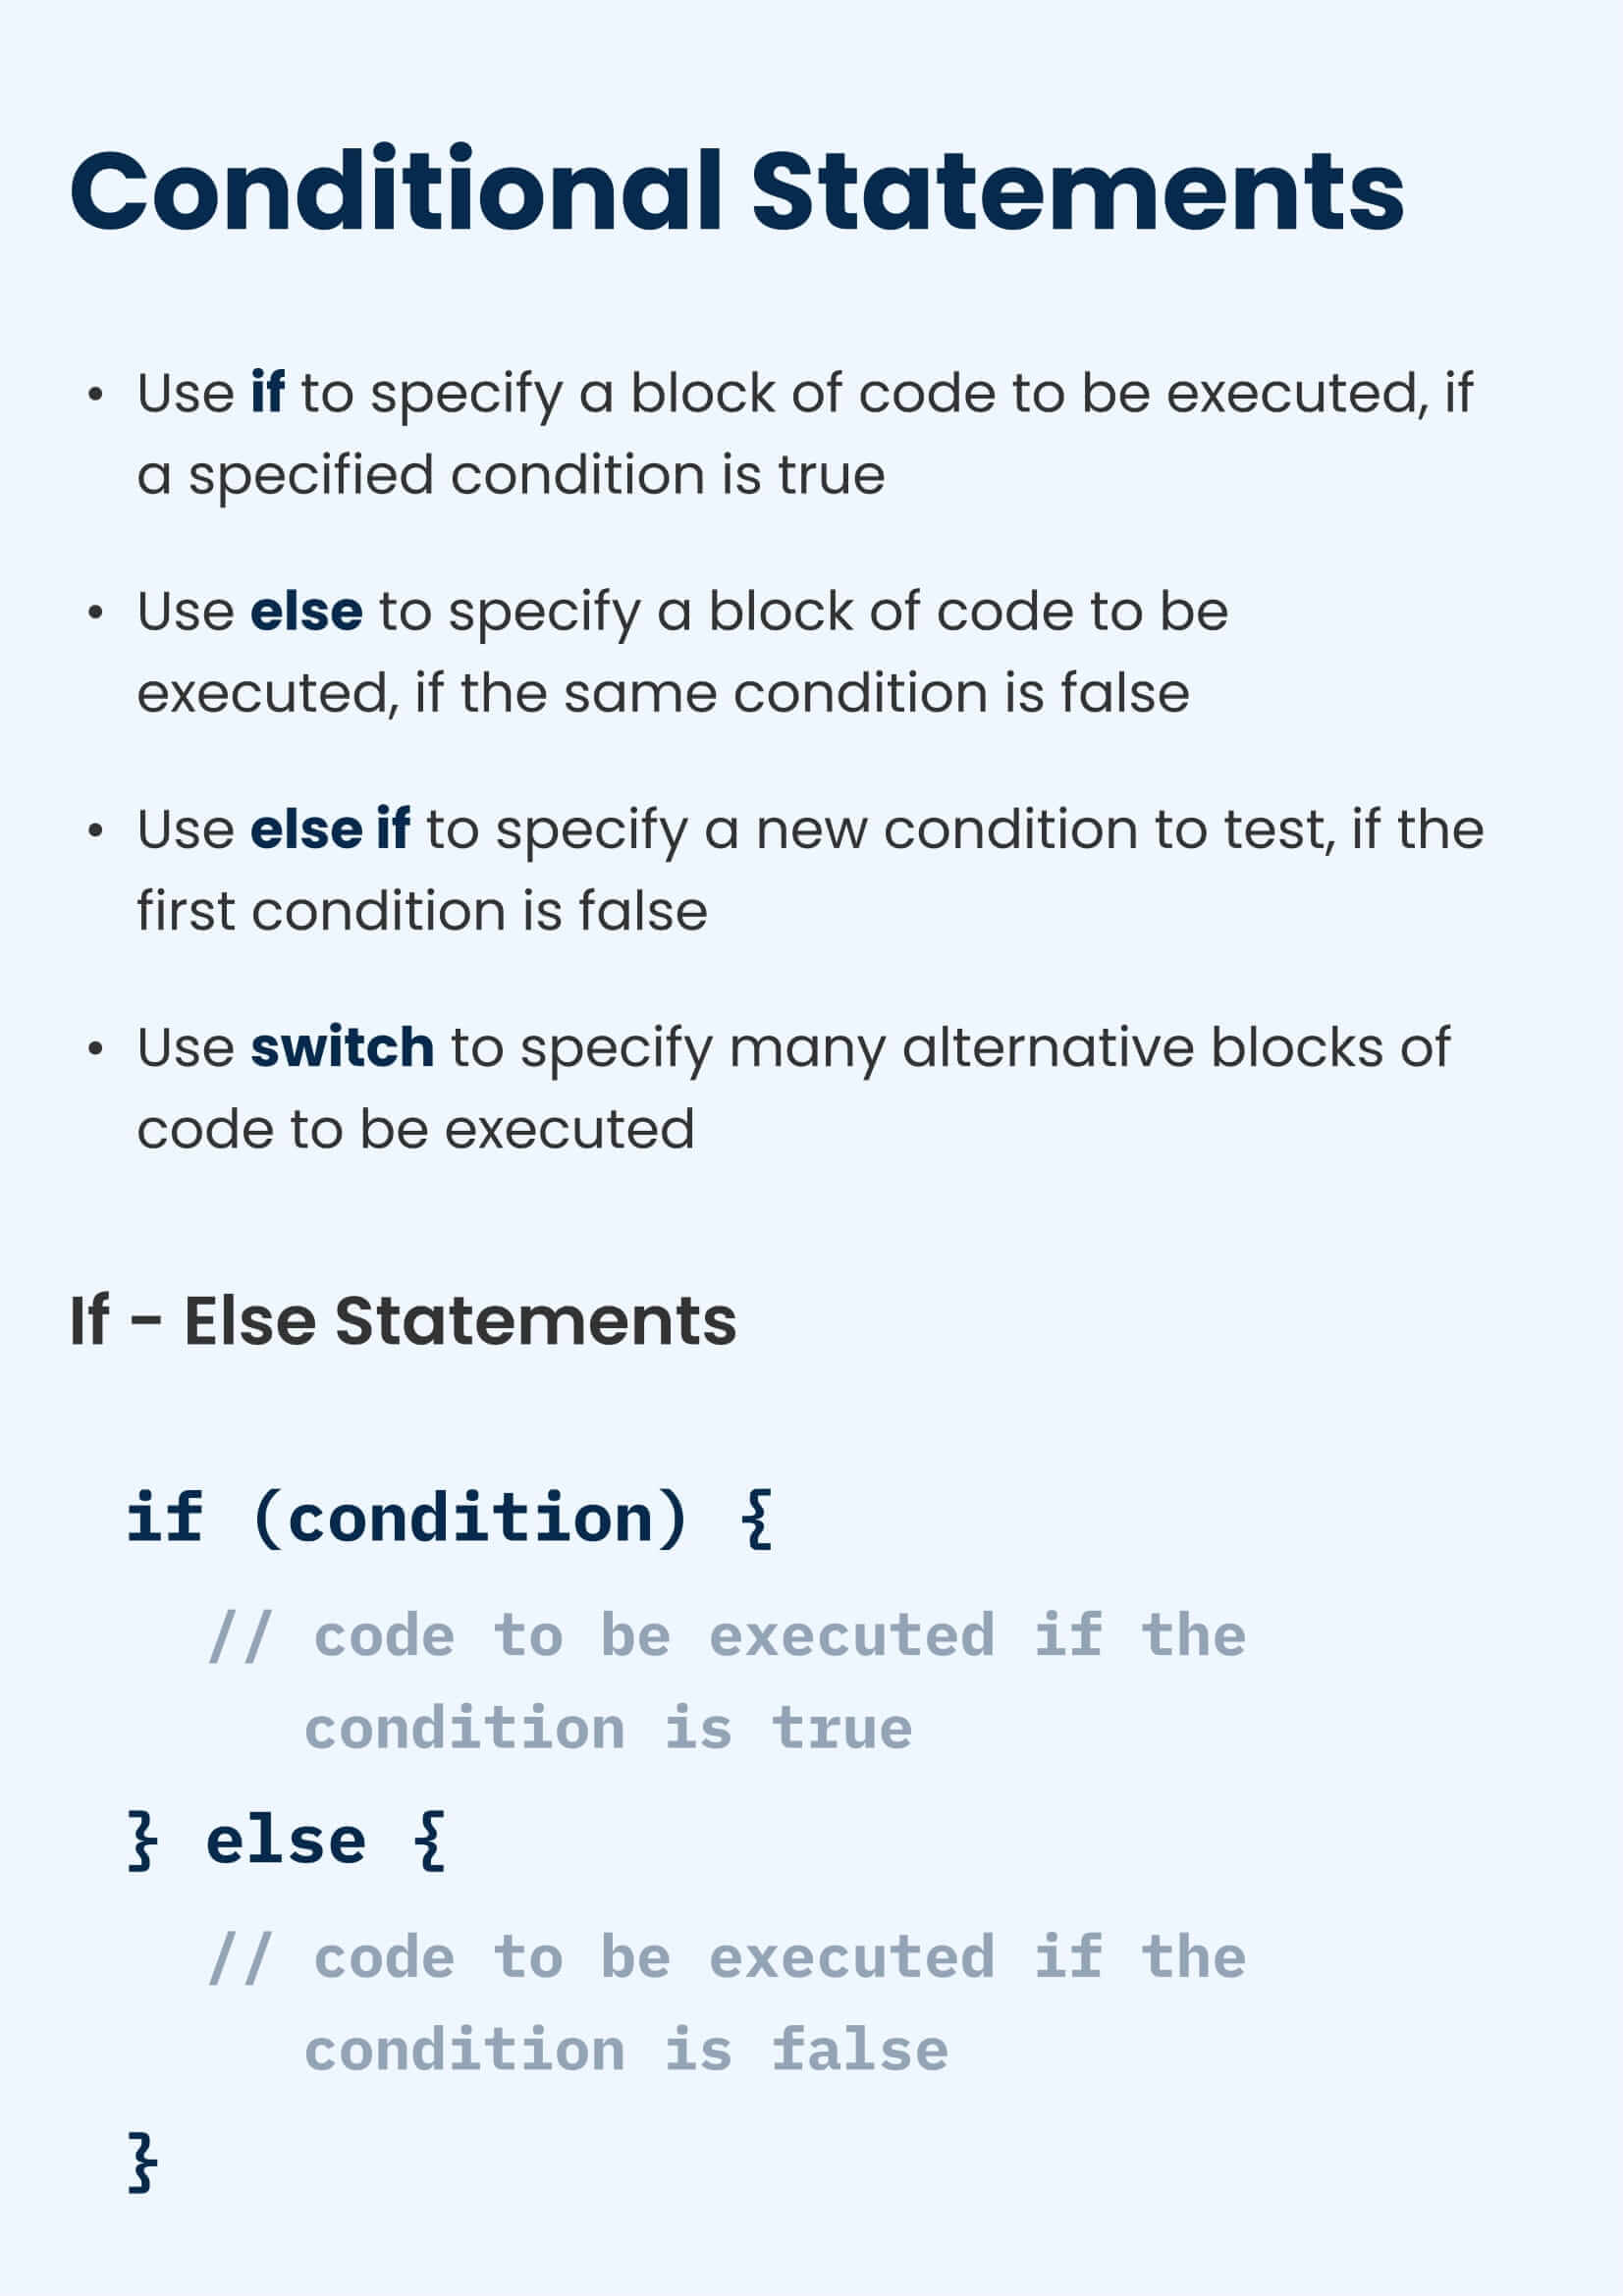 Conditional Statements
• Use if to specify a block of code to be executed, if
a specified condition is true
• Use else to specify a block of code to be
executed, if the same condition is false
• Use else if to specify a new condition to test, if the
first condition is false
• Use switch to specify many alternative blocks of
code to be executed
If - Else Statements
if (condition) {
// code to be executed if the
condition is true
} else {
// code to be executed if the
condition is false
}